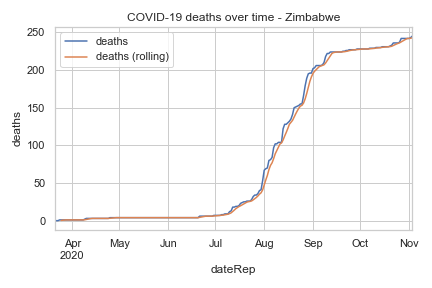 COVID-19 deaths over time - Zimbabwe
deaths
deaths (rolling)
250
200
150
100
50
0
deaths
Apr May Jun Jul Aug Sep Oct Nov
2020
dateRep